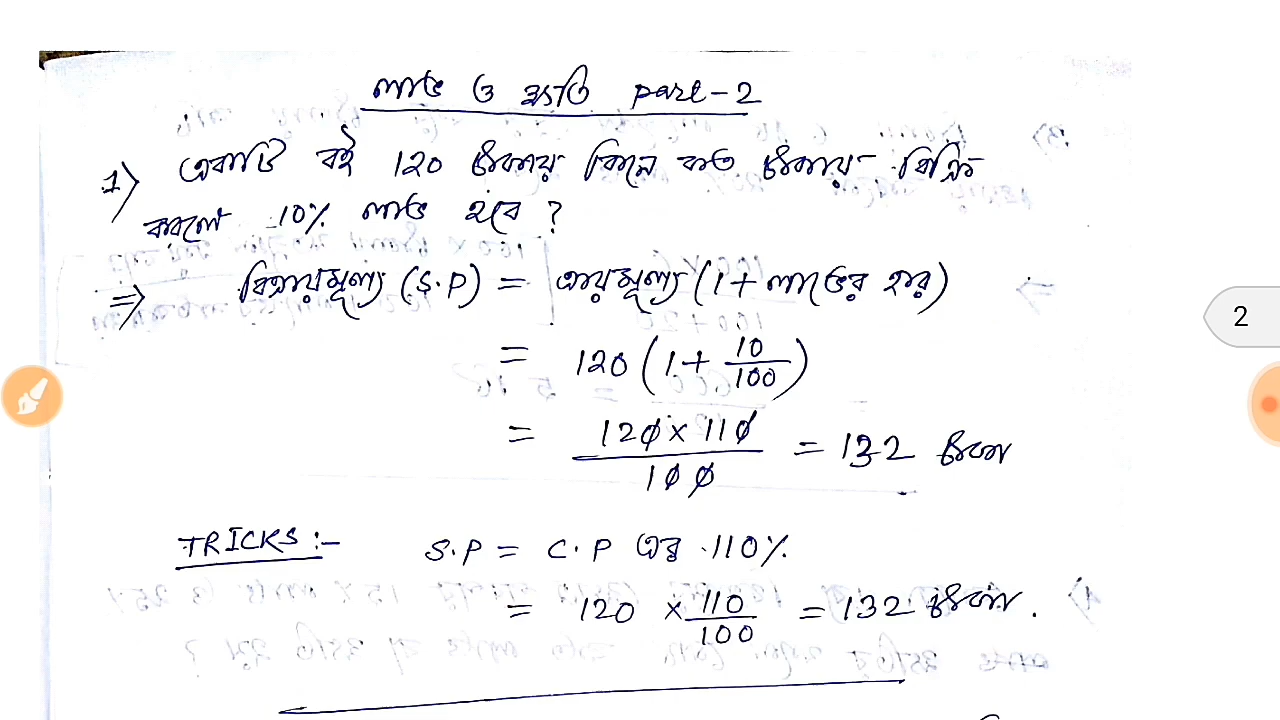 লাভ ও ক্ষতি part-2
1) একটি বই 120 টাকায় কিনে কত টাকায় বিক্রি
করলে 10% লাভ হবে ?
=> বিক্রয়মূল্য (S.P) = ক্রয়মূল্য (1 + লাভের হার)
= 120 (1 + 10/100)
= 120 x 110 / 100 = 132 টাকা
TRICKS :- S.P = C.P এর 110%
= 120 x 110/100 = 132 টাকা.
2